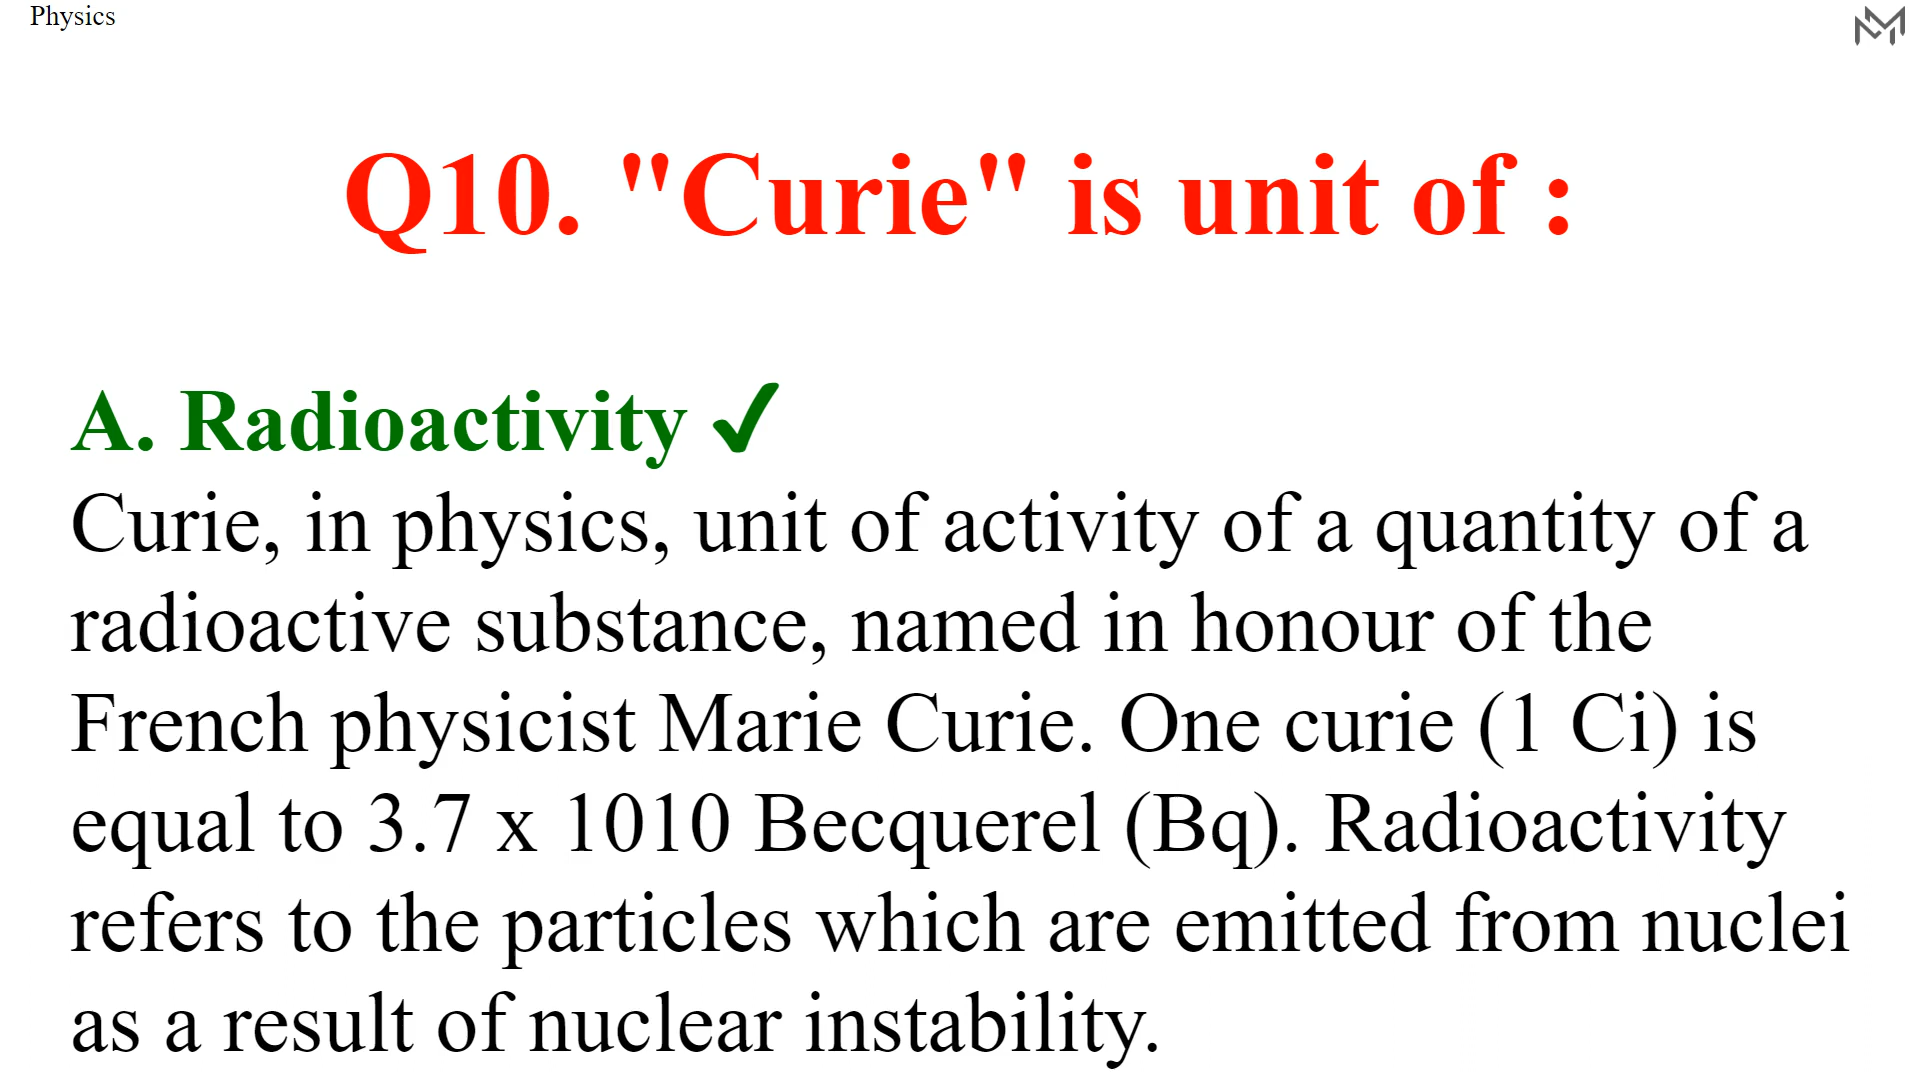 Physics
Q10. "Curie" is unit of :
A. Radioactivity ✓
Curie, in physics, unit of activity of a quantity of a
radioactive substance, named in honour of the
French physicist Marie Curie. One curie (1 Ci) is
equal to 3.7 x 1010 Becquerel (Bq). Radioactivity
refers to the particles which are emitted from nuclei
as a result of nuclear instability.